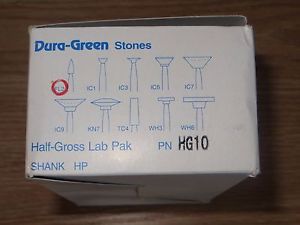 Dura-Green Stones
FL2 IC1 IC3 IC5 IC7
IC9 KN7 TC4 WH3 WH6
Half-Gross Lab Pak PN HG10
SHANK HP